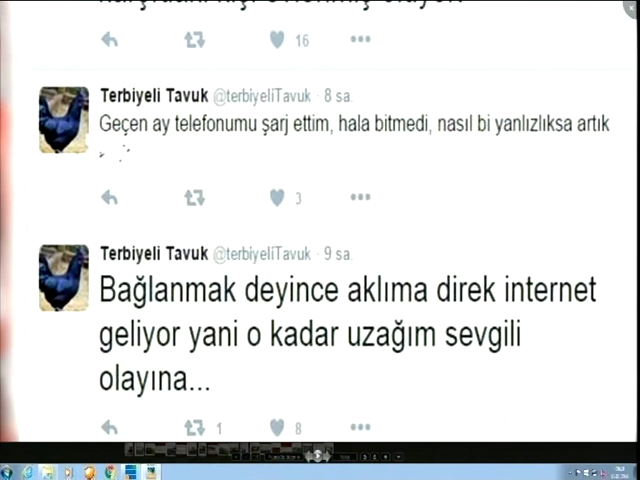 16
Terbiyeli Tavuk @terbiyeliTavuk · 8 sa.
Geçen ay telefonumu şarj ettim, hala bitmedi, nasıl bi yanlızlıksa artık
3
Terbiyeli Tavuk @terbiyeliTavuk · 9 sa.
Bağlanmak deyince aklıma direk internet
geliyor yani o kadar uzağım sevgili
olayına...
1 8